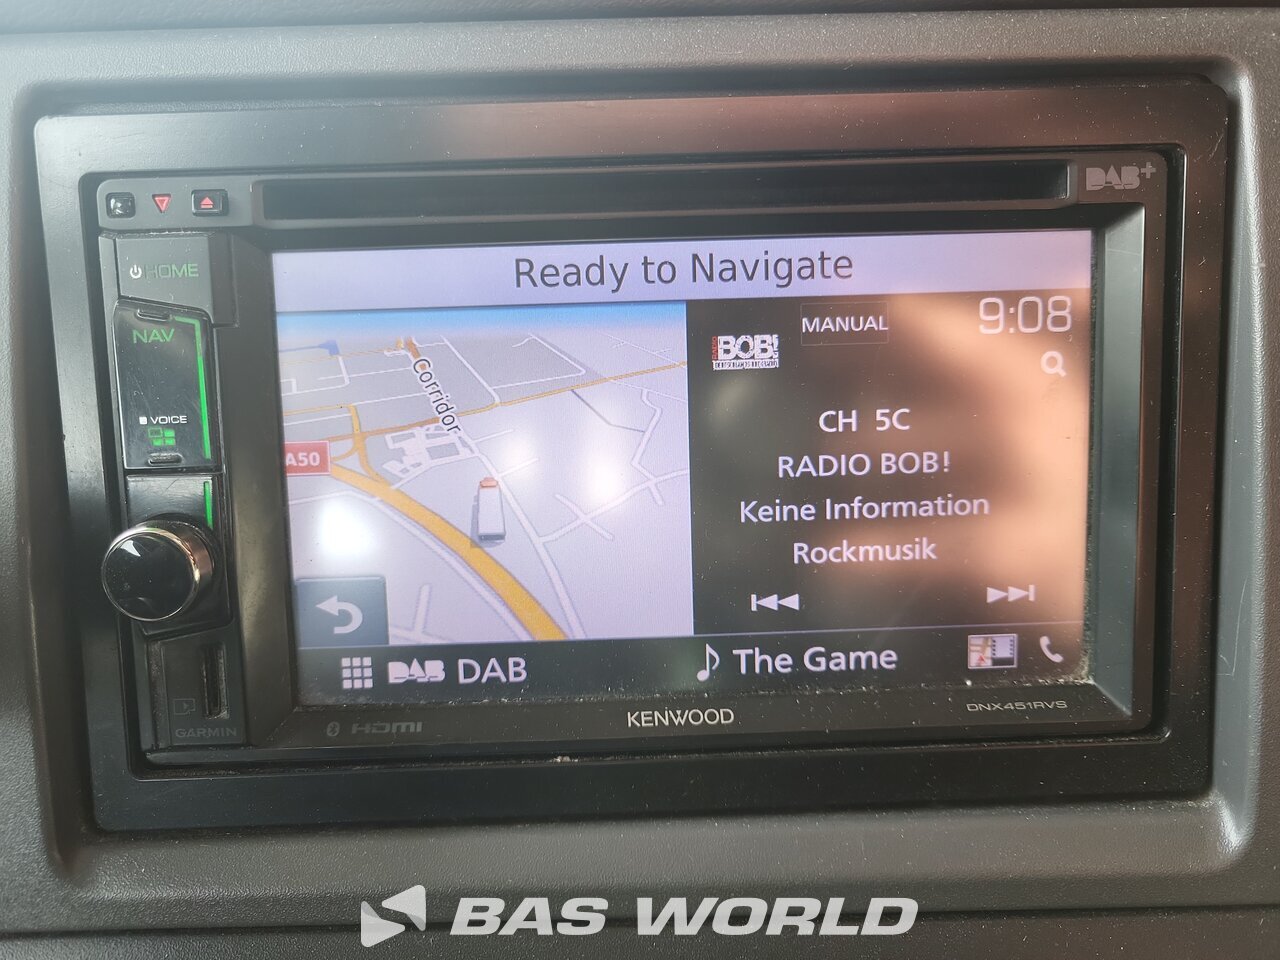 DAB+
HOME
NAV
VOICE
Ready to Navigate
Corridor
A50
RADIO
BOB!
MANUAL
9:08
CH 5C
RADIO BOB!
Keine Information
Rockmusik
DAB DAB
The Game
GARMIN
HDMI
KENWOOD
DNX451RVS
BAS WORLD